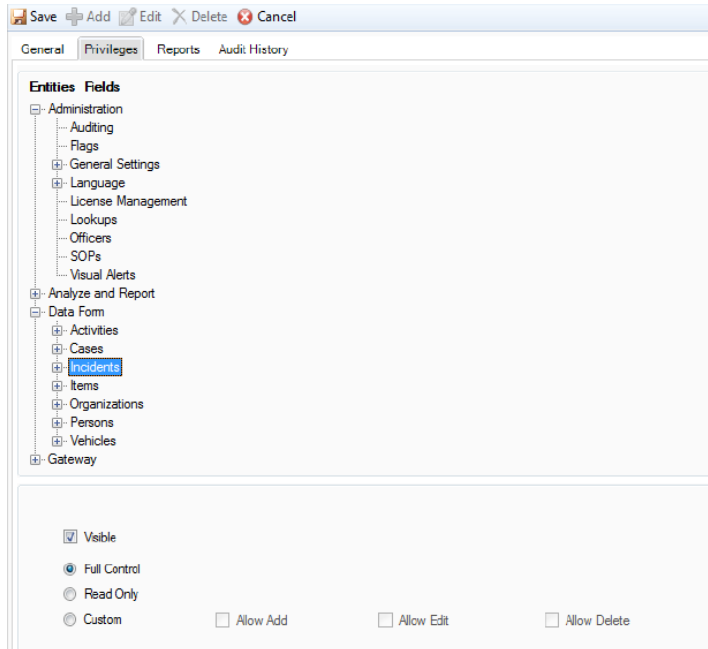 Save Add Edit Delete Cancel
General Privileges Reports Audit History
Entities Fields
Administration
Auditing
Flags
General Settings
Language
License Management
Lookups
Officers
SOPs
Visual Alerts
Analyze and Report
Data Form
Activities
Cases
Incidents
Items
Organizations
Persons
Vehicles
Gateway
Visible
Full Control
Read Only
Custom Allow Add Allow Edit Allow Delete